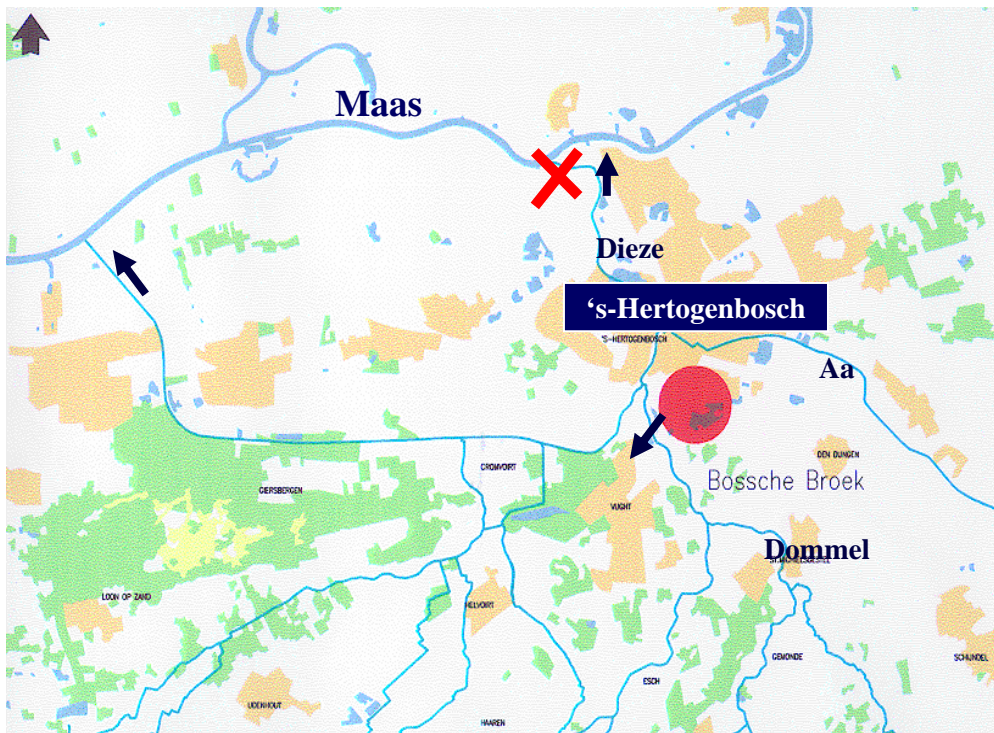 Maas
Dieze
‘s-Hertogenbosch
'S-HERTOGENBOSCH
Aa
DEN DUNGEN
CROMVOIRT
Bossche Broek
GIERSBERGEN
VUGHT
Dommel
LOON OP ZAND
HELVOIRT
GEMONDE
SCHIJNDEL
ESCH
UDENHOUT
HAAREN